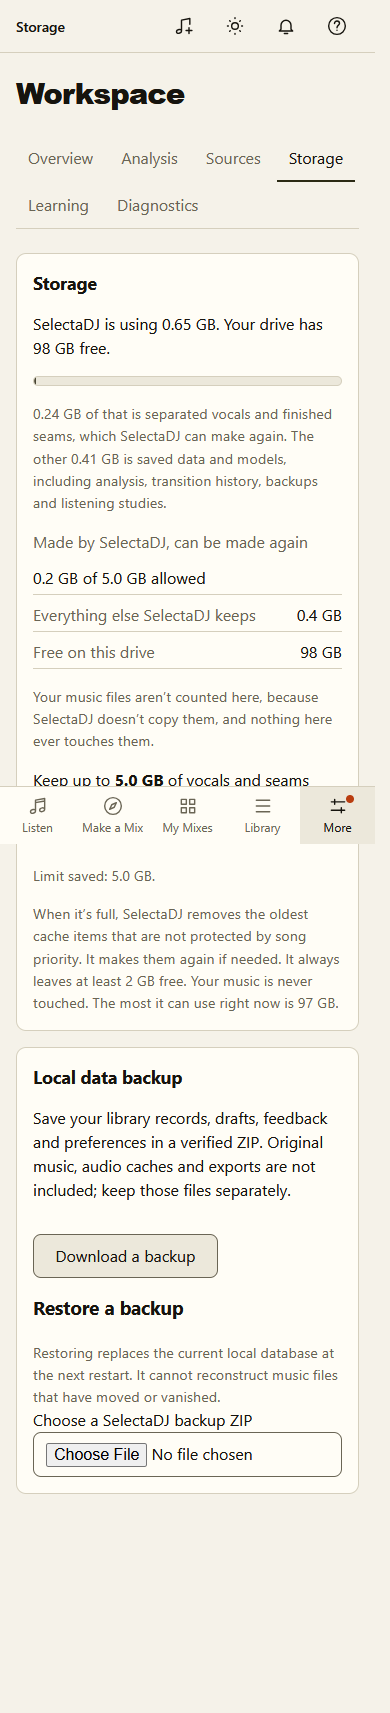 Storage
Workspace
Overview
Analysis
Sources
Storage
Learning
Diagnostics
Storage
SelectaDJ is using 0.65 GB. Your drive has
98 GB free.
0.24 GB of that is separated vocals and finished
seams, which SelectaDJ can make again. The
other 0.41 GB is saved data and models,
including analysis, transition history, backups
and listening studies.
Made by SelectaDJ, can be made again
0.2 GB of 5.0 GB allowed
Everything else SelectaDJ keeps 0.4 GB
Free on this drive 98 GB
Your music files aren’t counted here, because
SelectaDJ doesn’t copy them, and nothing here
ever touches them.
Keep up to 5.0 GB of vocals and seams
Listen
Make a Mix
My Mixes
Library
More
Limit saved: 5.0 GB.
When it’s full, SelectaDJ removes the oldest
cache items that are not protected by song
priority. It makes them again if needed. It always
leaves at least 2 GB free. Your music is never
touched. The most it can use right now is 97 GB.
Local data backup
Save your library records, drafts, feedback
and preferences in a verified ZIP. Original
music, audio caches and exports are not
included; keep those files separately.
Download a backup
Restore a backup
Restoring replaces the current local database at
the next restart. It cannot reconstruct music files
that have moved or vanished.
Choose a SelectaDJ backup ZIP
Choose File No file chosen